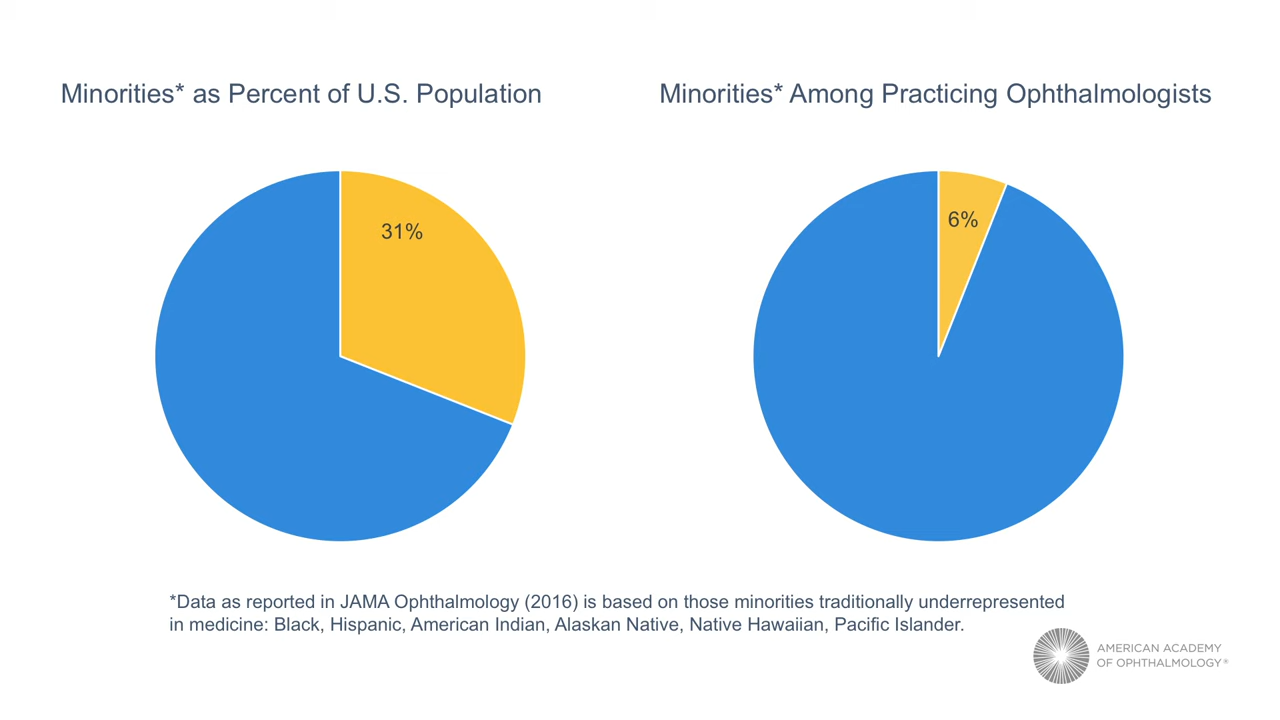 Minorities* as Percent of U.S. Population
Minorities* Among Practicing Ophthalmologists
31%
6%
*Data as reported in JAMA Ophthalmology (2016) is based on those minorities traditionally underrepresented
in medicine: Black, Hispanic, American Indian, Alaskan Native, Native Hawaiian, Pacific Islander.
AMERICAN ACADEMY
OF OPHTHALMOLOGY®